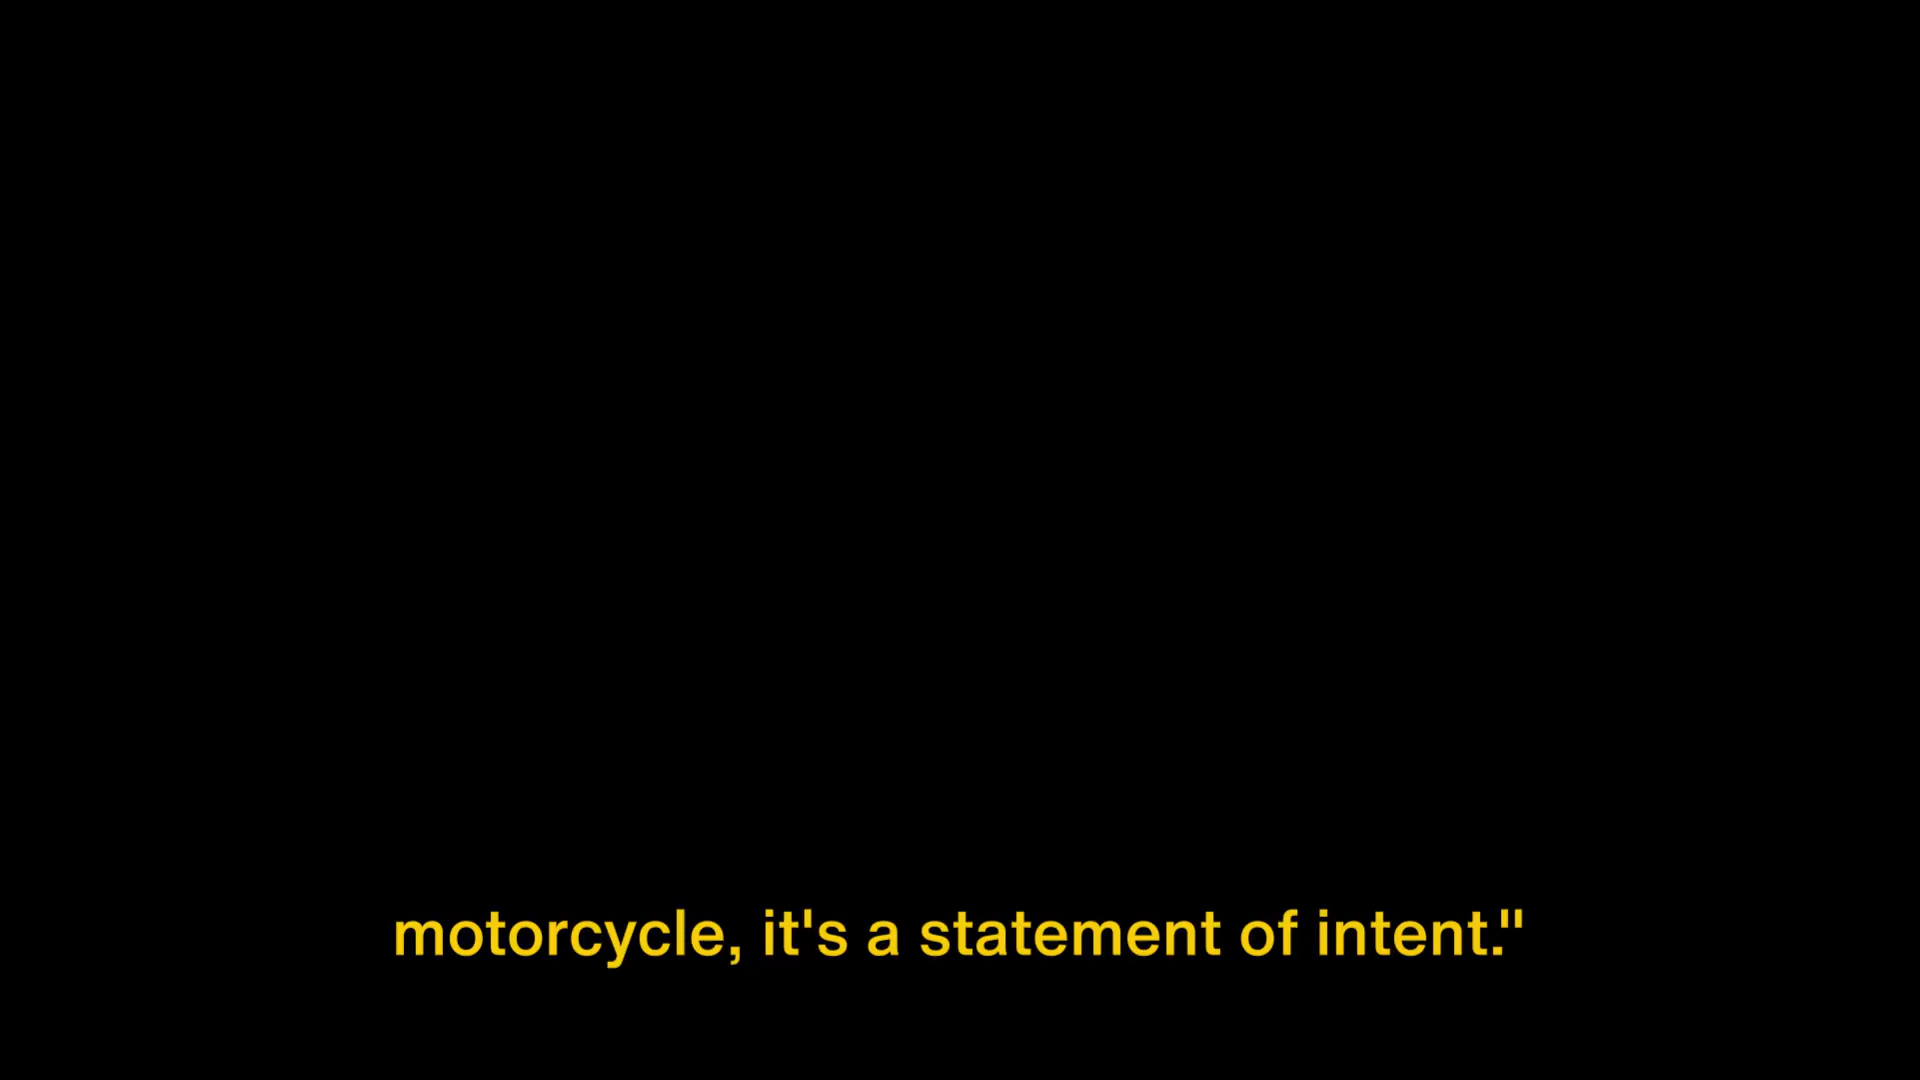 motorcycle, it's a statement of intent."